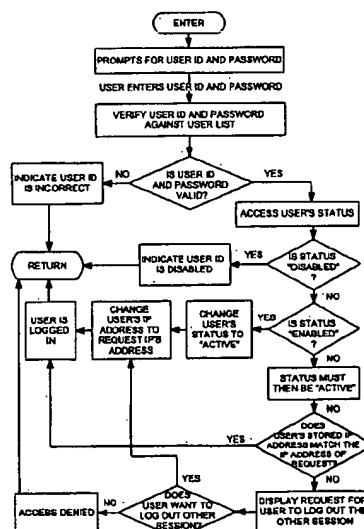 ENTER
PROMPTS FOR USER ID AND PASSWORD
USER ENTERS USER ID AND PASSWORD
VERIFY USER ID AND PASSWORD
AGAINST USER LIST
IS USER ID
AND PASSWORD
VALID?
NO
YES
INDICATE USER ID
IS INCORRECT
ACCESS USER'S STATUS
RETURN
INDICATE USER ID
IS DISABLED
YES
IS STATUS
"DISABLED"
?
NO
USER IS
LOGGED
IN
CHANGE
USER'S IP
ADDRESS TO
REQUEST IP'S
ADDRESS
CHANGE
USER'S
STATUS TO
"ACTIVE"
YES
IS STATUS
"ENABLED"
?
NO
STATUS MUST
THEN BE "ACTIVE"
YES
DOES
USER'S STORED IP
ADDRESS MATCH THE
IP ADDRESS OF
REQUEST?
NO
YES
ACCESS DENIED
NO
DOES
USER WANT TO
LOG OUT OTHER
SESSION?
DISPLAY REQUEST FOR
USER TO LOG OUT THE
OTHER SESSION